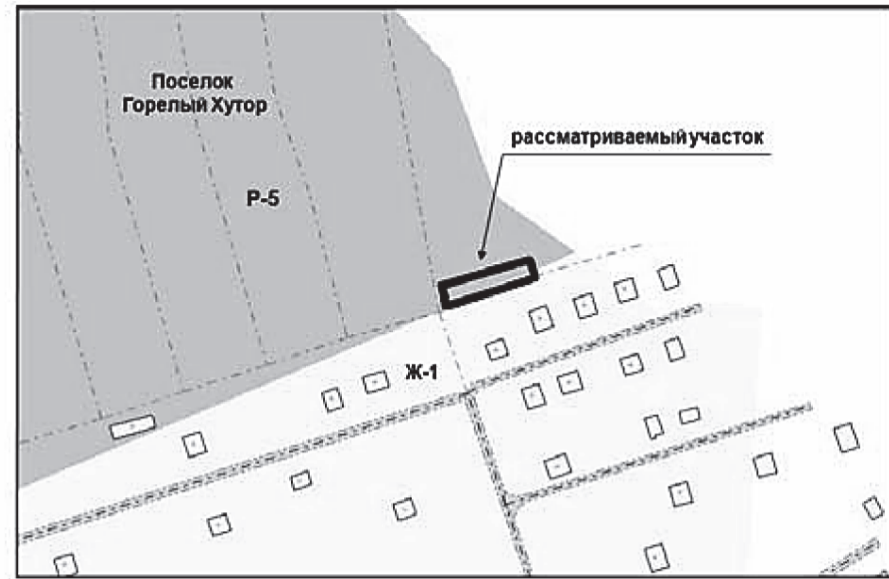 Поселок
Горелый Хутор
рассматриваемый участок
Р-5
Ж-1